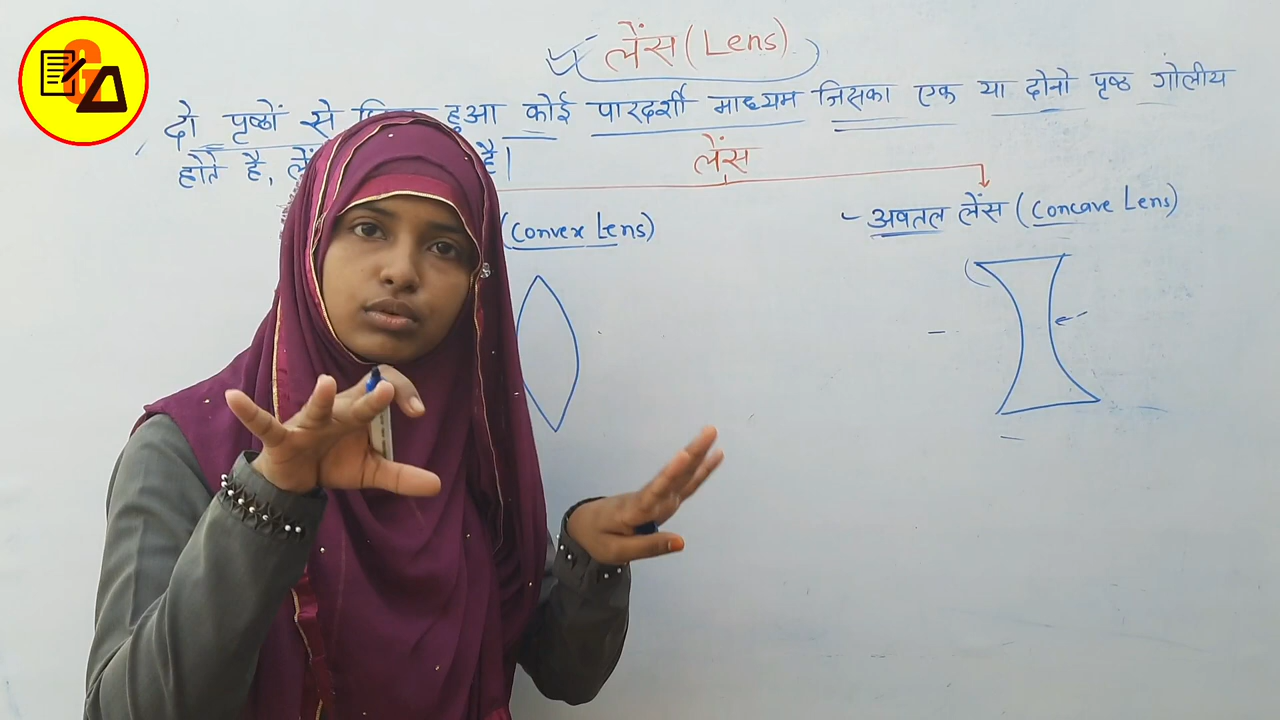 लेंस (Lens)
दो पृष्ठों से हुआ कोई पारदर्शी माध्यम जिसका एक या दोनो पृष्ठ गोलीय
होते है, है।
लेंस
(Convex Lens)
- अवतल लेंस (Concave Lens)